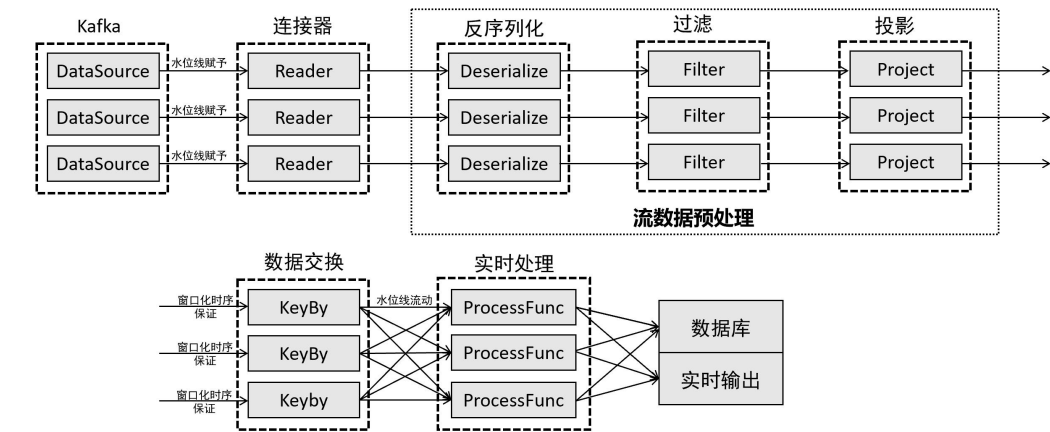 Kafka 连接器 反序列化 过滤 投影
DataSource 水位线赋予 Reader Deserialize Filter Project
DataSource 水位线赋予 Reader Deserialize Filter Project
DataSource 水位线赋予 Reader Deserialize Filter Project
流数据预处理
数据交换 实时处理
窗口化时序 KeyBy 水位线流动 ProcessFunc
保证
数据库
窗口化时序 KeyBy ProcessFunc
保证
实时输出
窗口化时序 Keyby ProcessFunc
保证